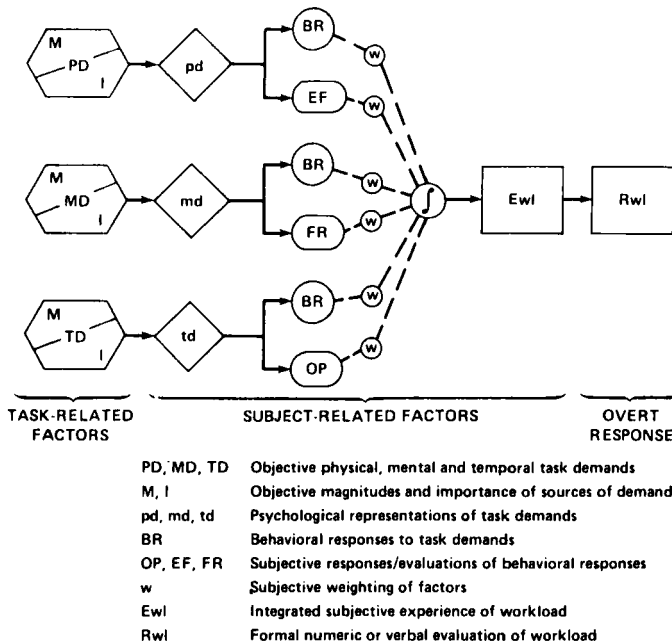 M
PD
I
pd
BR
w
EF
w
M
MD
I
md
BR
w
FR
w
∫
Ewl
Rwl
M
TD
I
td
BR
w
OP
w
TASK-RELATED
FACTORS
SUBJECT-RELATED FACTORS
OVERT
RESPONSE
PD, MD, TD Objective physical, mental and temporal task demands
M, I Objective magnitudes and importance of sources of demand
pd, md, td Psychological representations of task demands
BR Behavioral responses to task demands
OP, EF, FR Subjective responses/evaluations of behavioral responses
w Subjective weighting of factors
Ewl Integrated subjective experience of workload
Rwl Formal numeric or verbal evaluation of workload